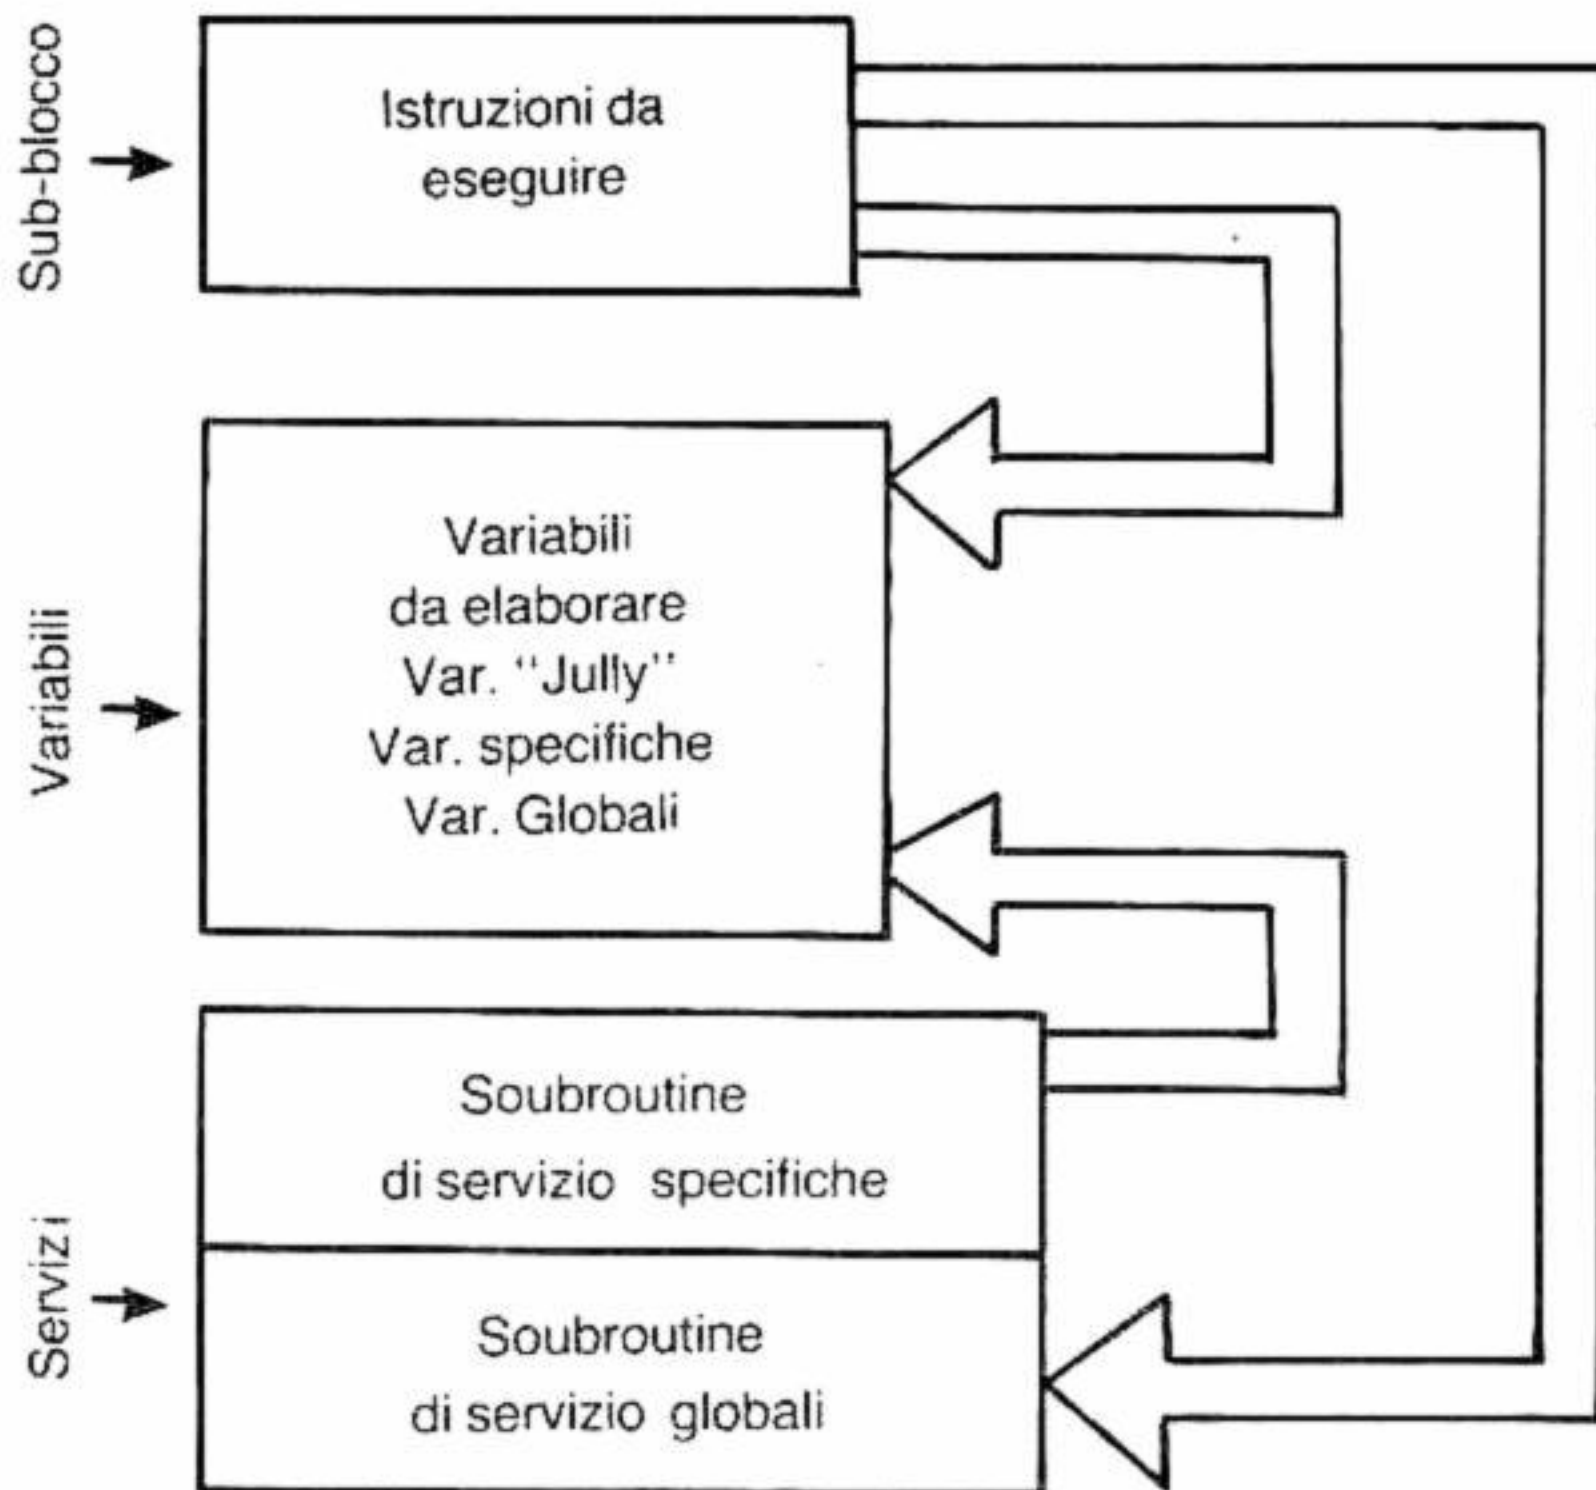 Sub-blocco
Istruzioni da
eseguire
Variabili
Variabili
da elaborare
Var. "Jully"
Var. specifiche
Var. Globali
Servizi
Soubroutine
di servizio specifiche
Soubroutine
di servizio globali